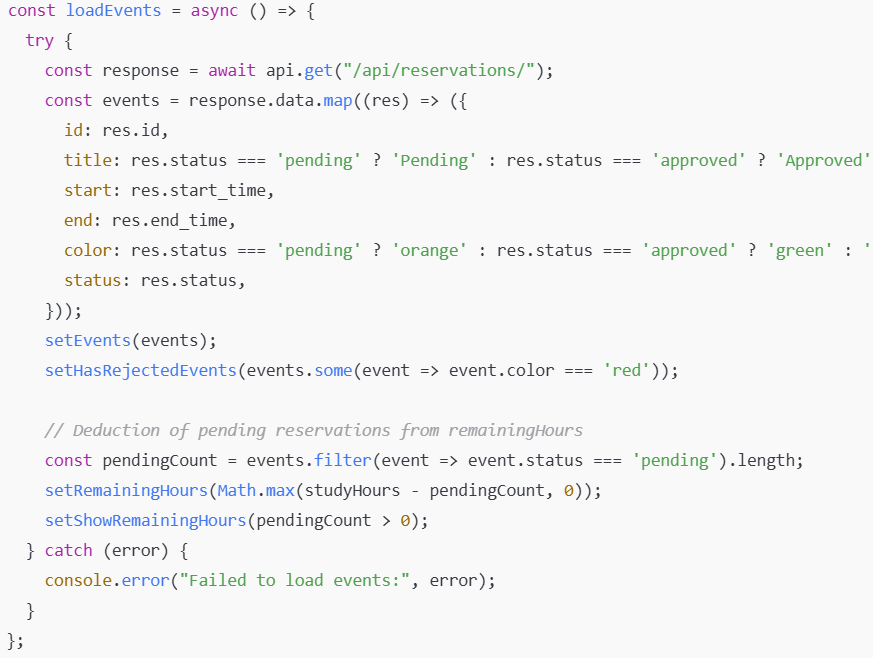 const loadEvents = async () => {
  try {
    const response = await api.get("/api/reservations/");
    const events = response.data.map((res) => ({
      id: res.id,
      title: res.status === 'pending' ? 'Pending' : res.status === 'approved' ? 'Approved'
      start: res.start_time,
      end: res.end_time,
      color: res.status === 'pending' ? 'orange' : res.status === 'approved' ? 'green' : '
      status: res.status,
    }));
    setEvents(events);
    setHasRejectedEvents(events.some(event => event.color === 'red'));

    // Deduction of pending reservations from remainingHours
    const pendingCount = events.filter(event => event.status === 'pending').length;
    setRemainingHours(Math.max(studyHours - pendingCount, 0));
    setShowRemainingHours(pendingCount > 0);
  } catch (error) {
    console.error("Failed to load events:", error);
  }
};